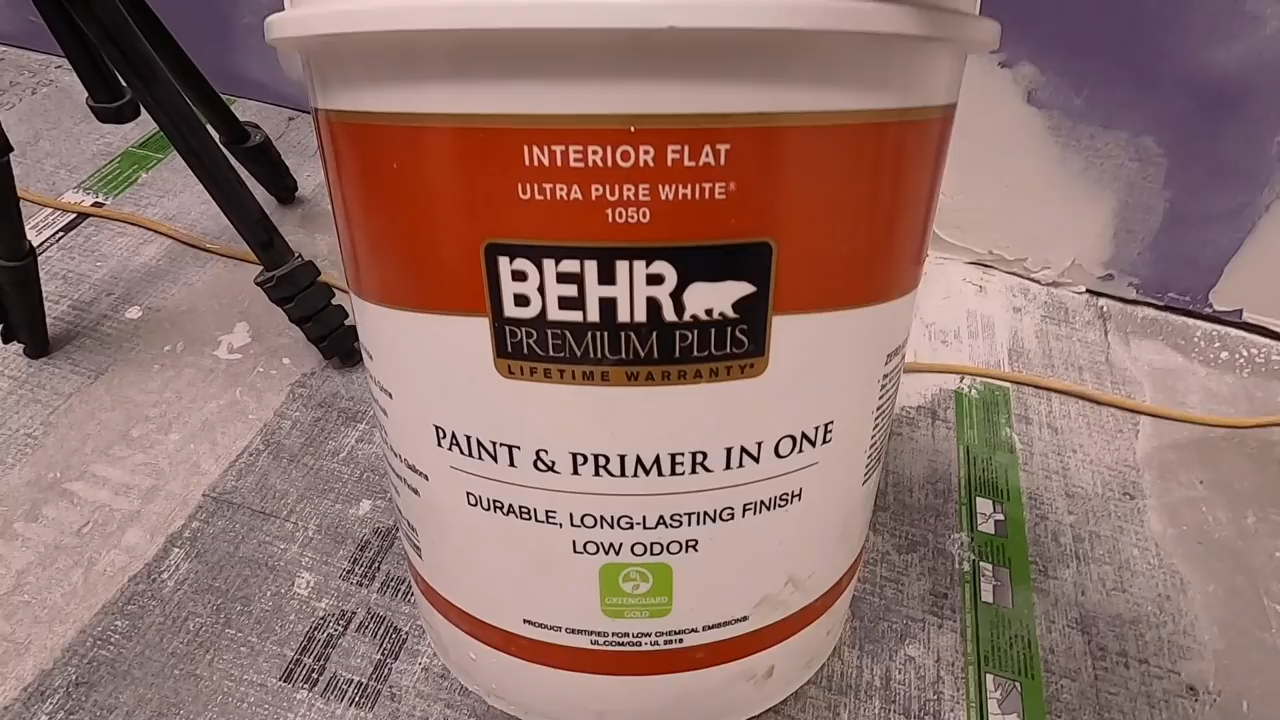 INTERIOR FLAT
ULTRA PURE WHITE®
1050
BEHR
PREMIUM PLUS
LIFETIME WARRANTY®
PAINT & PRIMER IN ONE
DURABLE, LONG-LASTING FINISH
LOW ODOR
GREENGUARD
GOLD
PRODUCT CERTIFIED FOR LOW CHEMICAL EMISSIONS:
UL.COM/GG • UL 2818